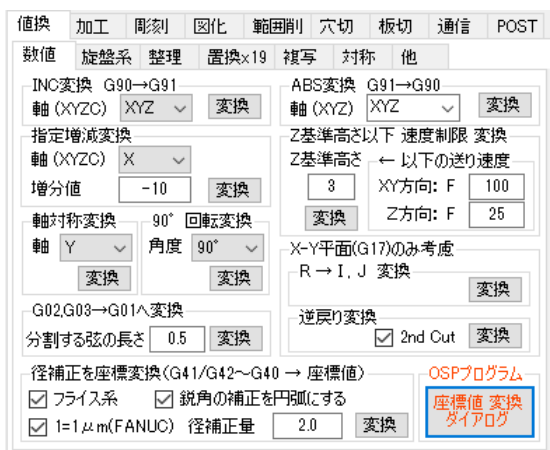 値換 加工 彫刻 図化 範囲削 穴切 板切 通信 POST
数値 旋盤系 整理 置換×19 複写 対称 他
INC変換 G90→G91
軸(XYZC) XYZ 変換
ABS変換 G91→G90
軸(XYZ) XYZ 変換
指定増減変換
軸(XYZC) X
増分値 -10 変換
Z基準高さ以下 速度制限 変換
Z基準高さ ← 以下の送り速度
3 XY方向: F 100
変換 Z方向: F 25
軸対称変換
軸 Y
変換
90° 回転変換
角度 90°
変換
X-Y平面(G17)のみ考慮
R→I, J 変換
変換
G02,G03→G01へ変換
分割する弦の長さ 0.5 変換
逆戻り変換
2nd Cut 変換
径補正を座標変換(G41/G42～G40 → 座標値)
フライス系 鋭角の補正を円弧にする
1=1μm(FANUC) 径補正量 2.0 変換
OSPプログラム
座標値 変換
ダイアログ